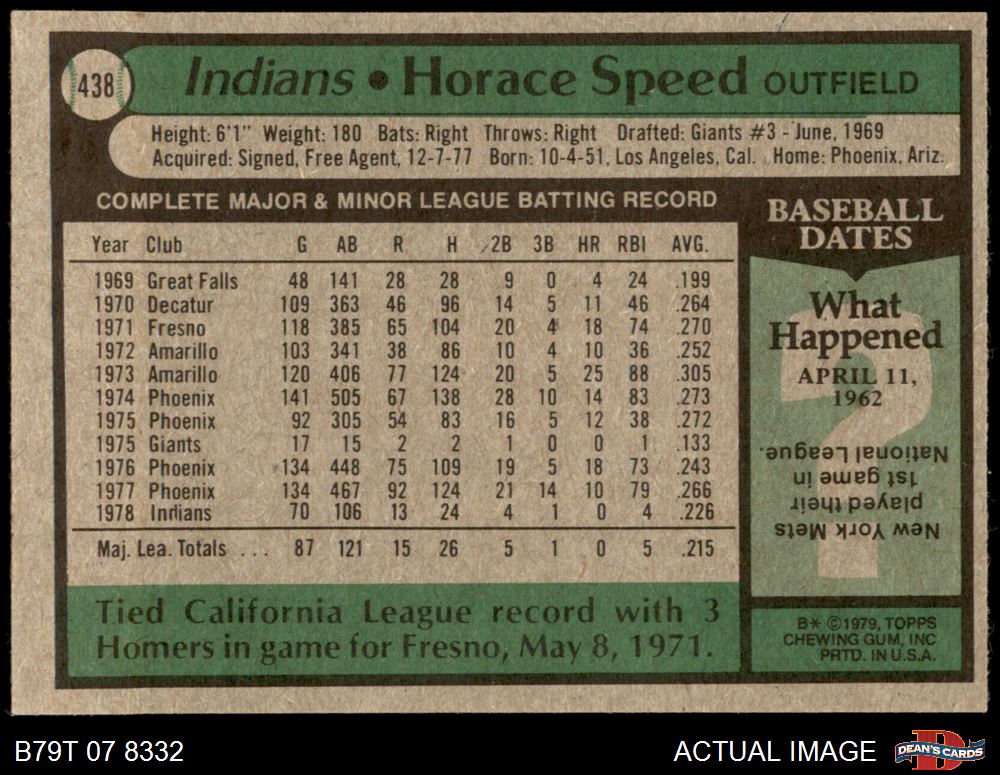 438
Indians • Horace Speed OUTFIELD
Height: 6'1" Weight: 180 Bats: Right Throws: Right Drafted: Giants #3 - June, 1969
Acquired: Signed, Free Agent, 12-7-77 Born: 10-4-51, Los Angeles, Cal. Home: Phoenix, Ariz.
COMPLETE MAJOR & MINOR LEAGUE BATTING RECORD
Year Club G AB R H 2B 3B HR RBI AVG.
1969 Great Falls 48 141 28 28 9 0 4 24 .199
1970 Decatur 109 363 46 96 14 5 11 46 .264
1971 Fresno 118 385 65 104 20 4 18 74 .270
1972 Amarillo 103 341 38 86 10 4 10 36 .252
1973 Amarillo 120 406 77 124 20 5 25 88 .305
1974 Phoenix 141 505 67 138 28 10 14 83 .273
1975 Phoenix 92 305 54 83 16 5 12 38 .272
1975 Giants 17 15 2 2 1 0 0 1 .133
1976 Phoenix 134 448 75 109 19 5 18 73 .243
1977 Phoenix 134 467 92 124 21 14 10 79 .266
1978 Indians 70 106 13 24 4 1 0 4 .226
Maj. Lea. Totals ... 87 121 15 26 5 1 0 5 .215
Tied California League record with 3
Homers in game for Fresno, May 8, 1971.
BASEBALL
DATES
?
What
Happened
APRIL 11,
1962
New York Mets
played their
1st game in
National League.
B* ©1979, TOPPS
CHEWING GUM, INC
PRTD. IN U.S.A.
B79T 07 8332
ACTUAL IMAGE
DEAN'S CARDS